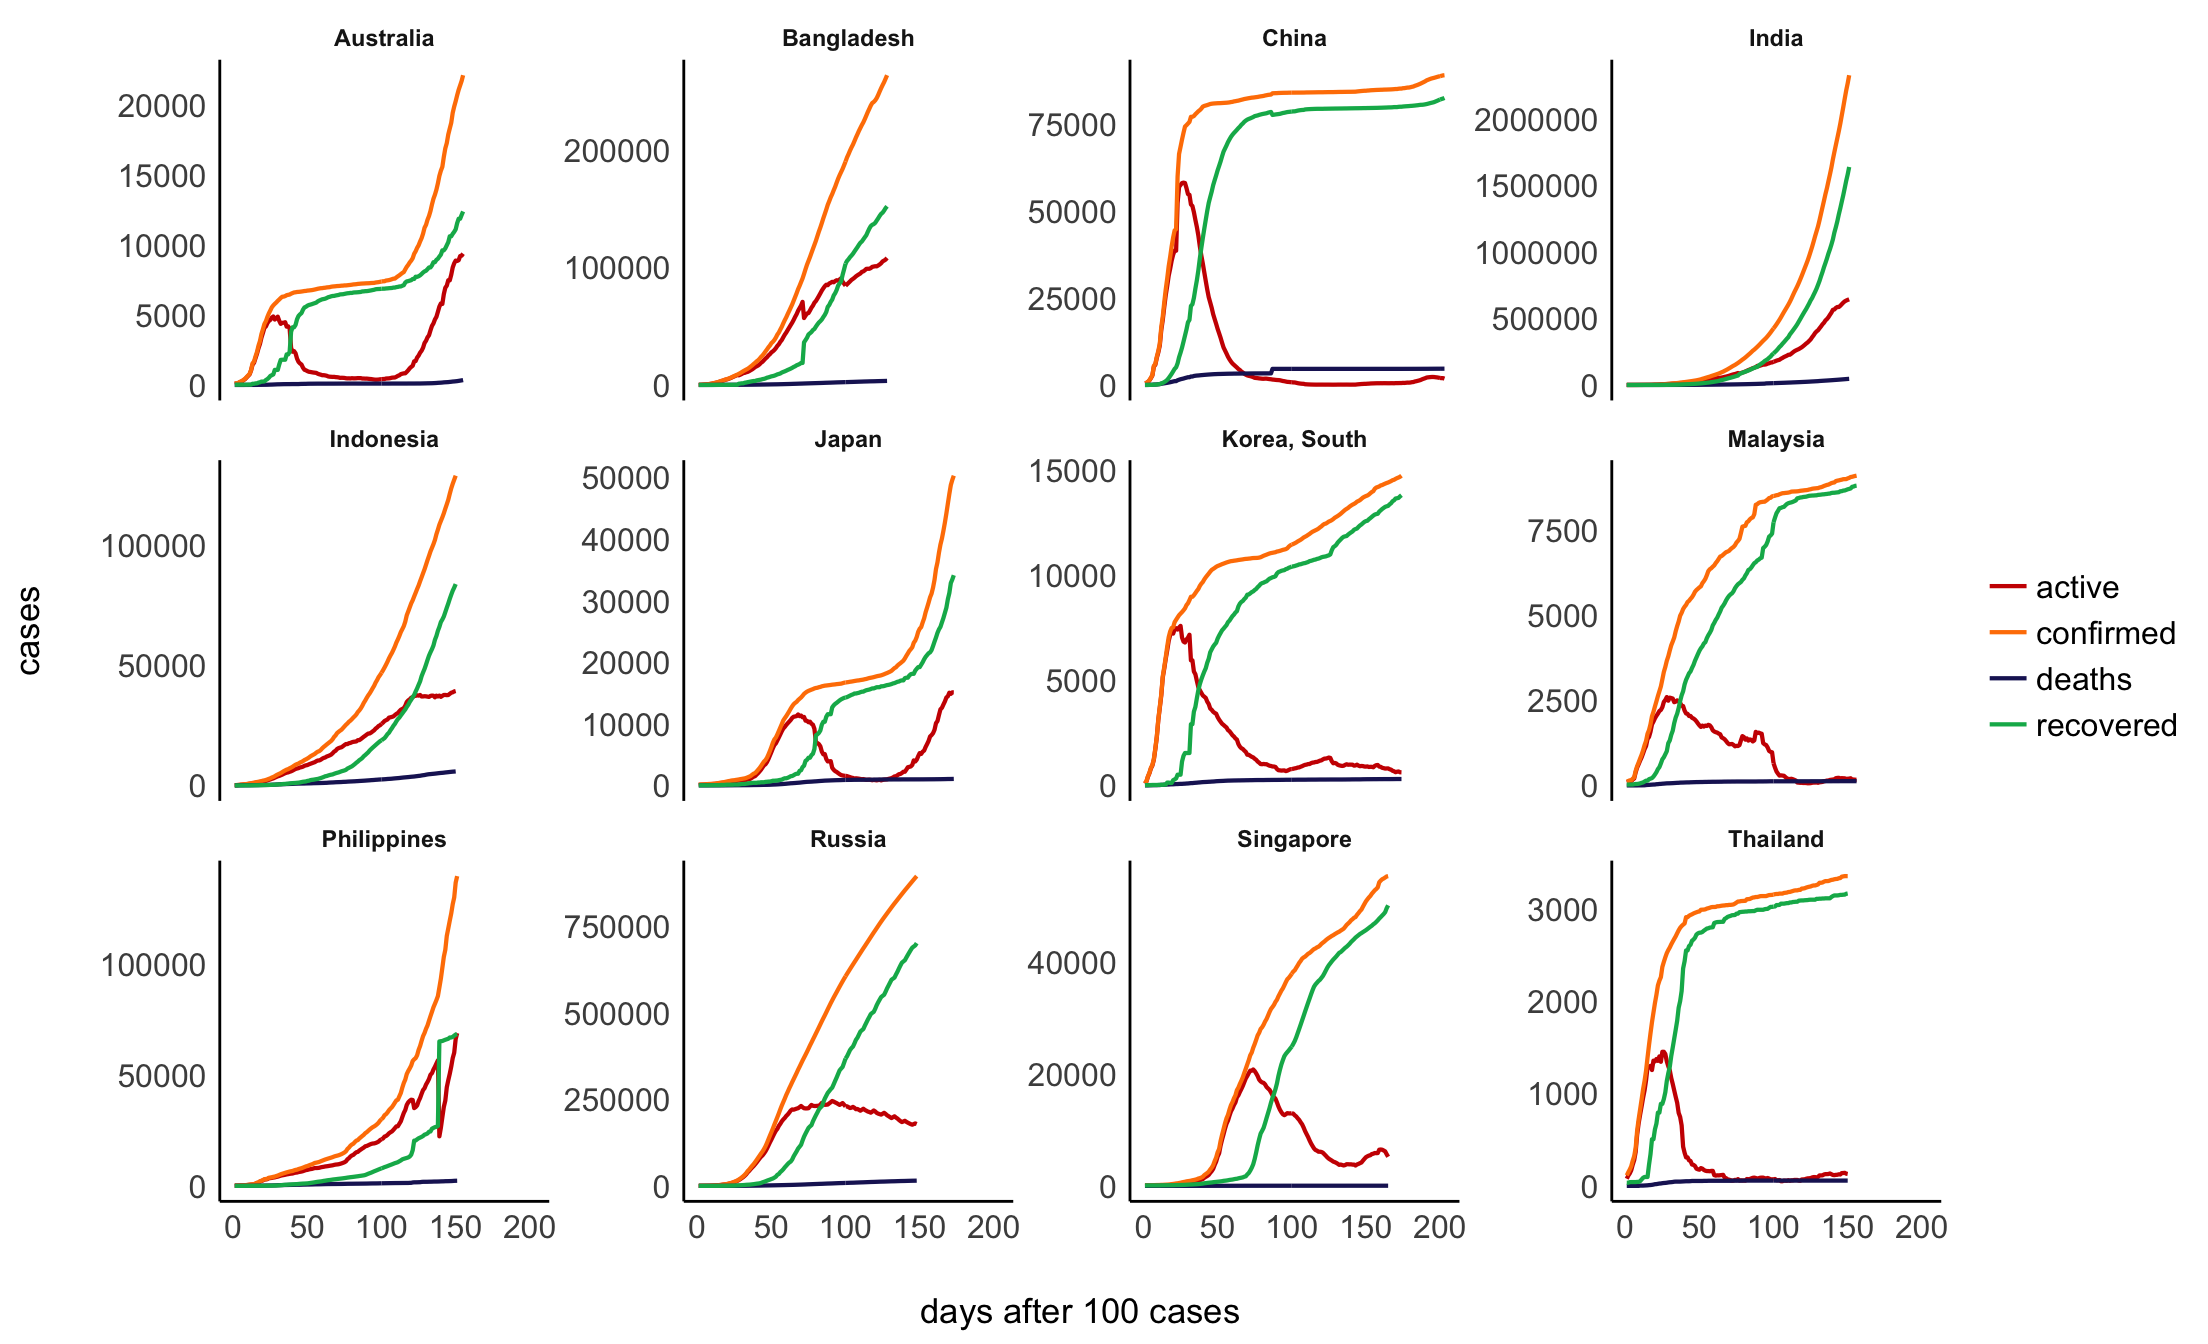 Australia
Bangladesh
China
India
20000
15000
10000
5000
0
200000
100000
0
75000
50000
25000
0
2000000
1500000
1000000
500000
0
Indonesia
Japan
Korea, South
Malaysia
100000
50000
0
50000
40000
30000
20000
10000
0
15000
10000
5000
0
7500
5000
2500
0
cases
active
confirmed
deaths
recovered
Philippines
Russia
Singapore
Thailand
100000
50000
0
750000
500000
250000
0
40000
20000
0
3000
2000
1000
0
0 50 100 150 200
0 50 100 150 200
0 50 100 150 200
0 50 100 150 200
days after 100 cases